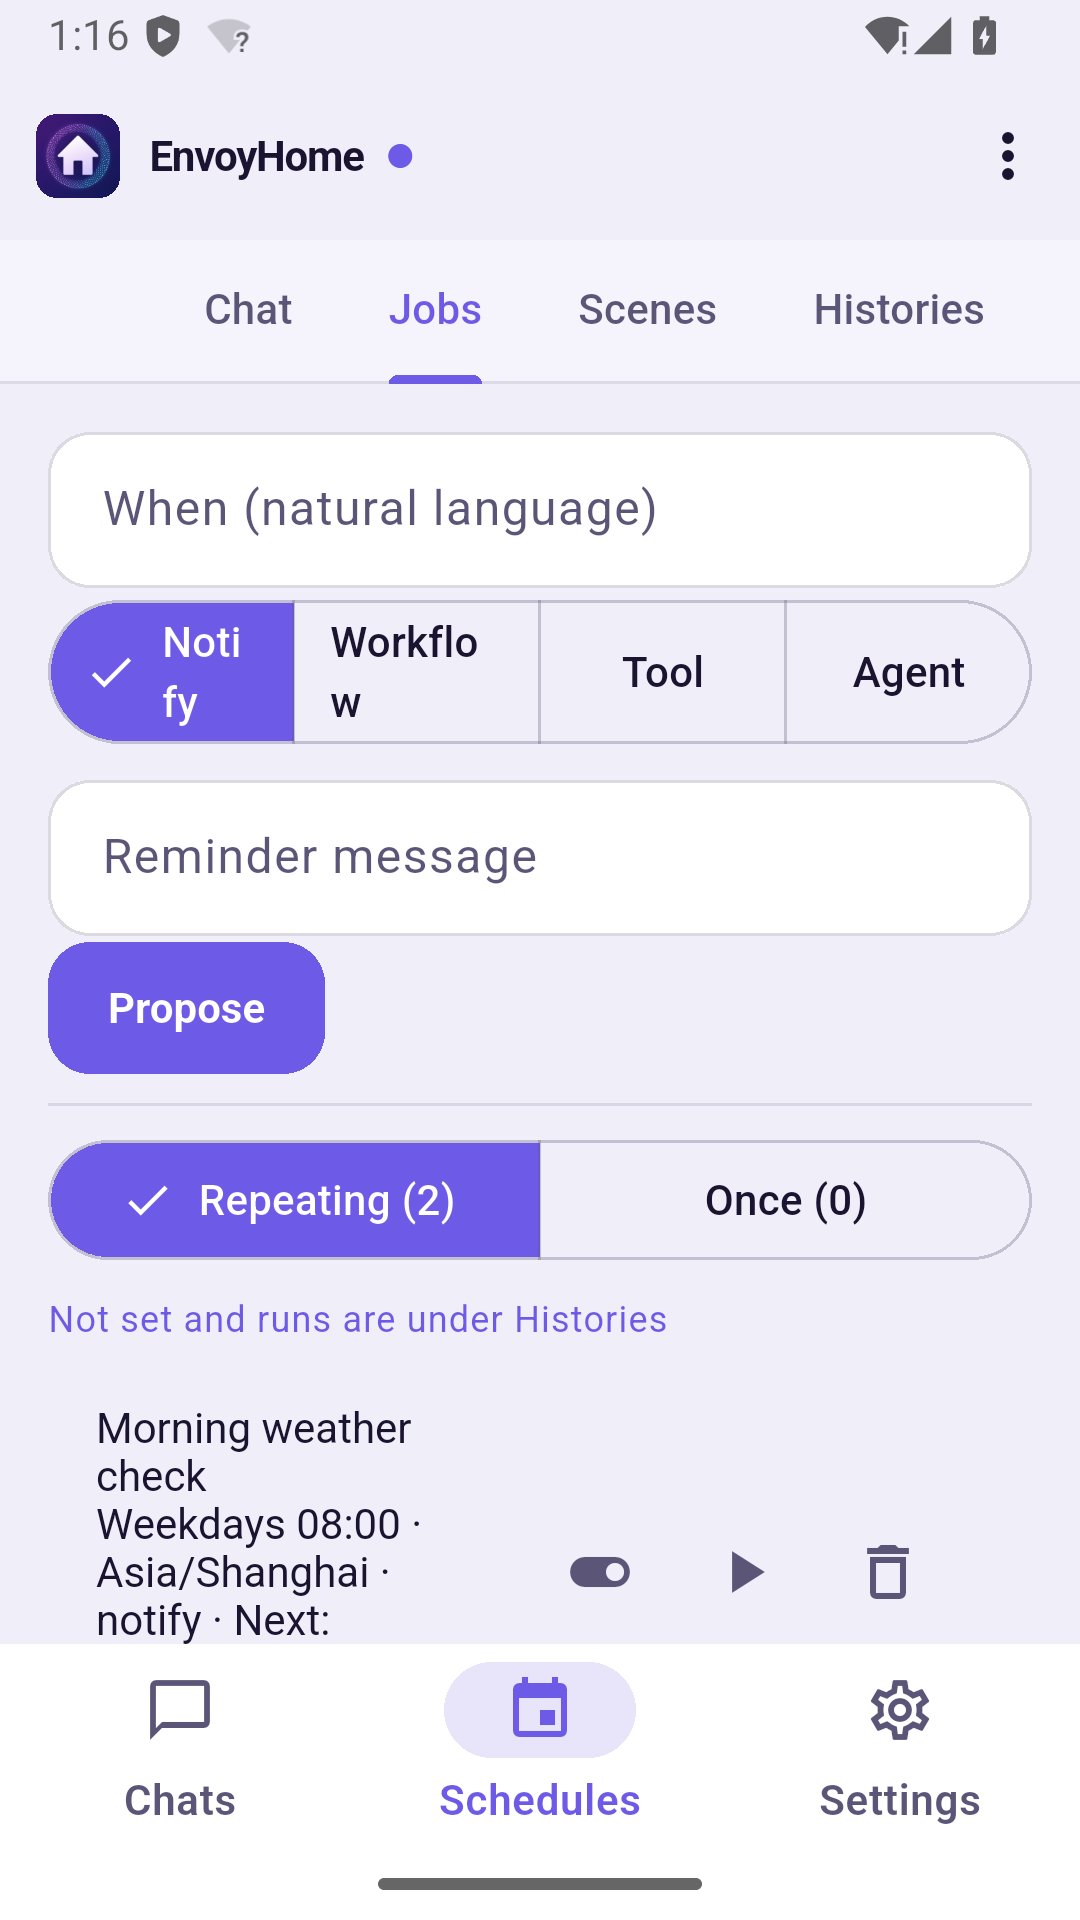 1:16
EnvoyHome
Chat Jobs Scenes Histories
When (natural language)
Noti
fy
Workflo
w
Tool
Agent
Reminder message
Propose
Repeating (2)
Once (0)
Not set and runs are under Histories
Morning weather
check
Weekdays 08:00 ·
Asia/Shanghai ·
notify · Next:
Chats
Schedules
Settings